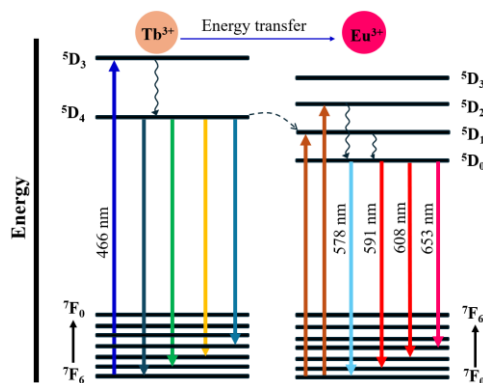 Energy transfer
Tb³⁺
Eu³⁺
⁵D₃
⁵D₄
⁵D₃
⁵D₂
⁵D₁
⁵D₀
Energy
466 nm
578 nm
591 nm
608 nm
653 nm
⁷F₀
⁷F₆
⁷F₆